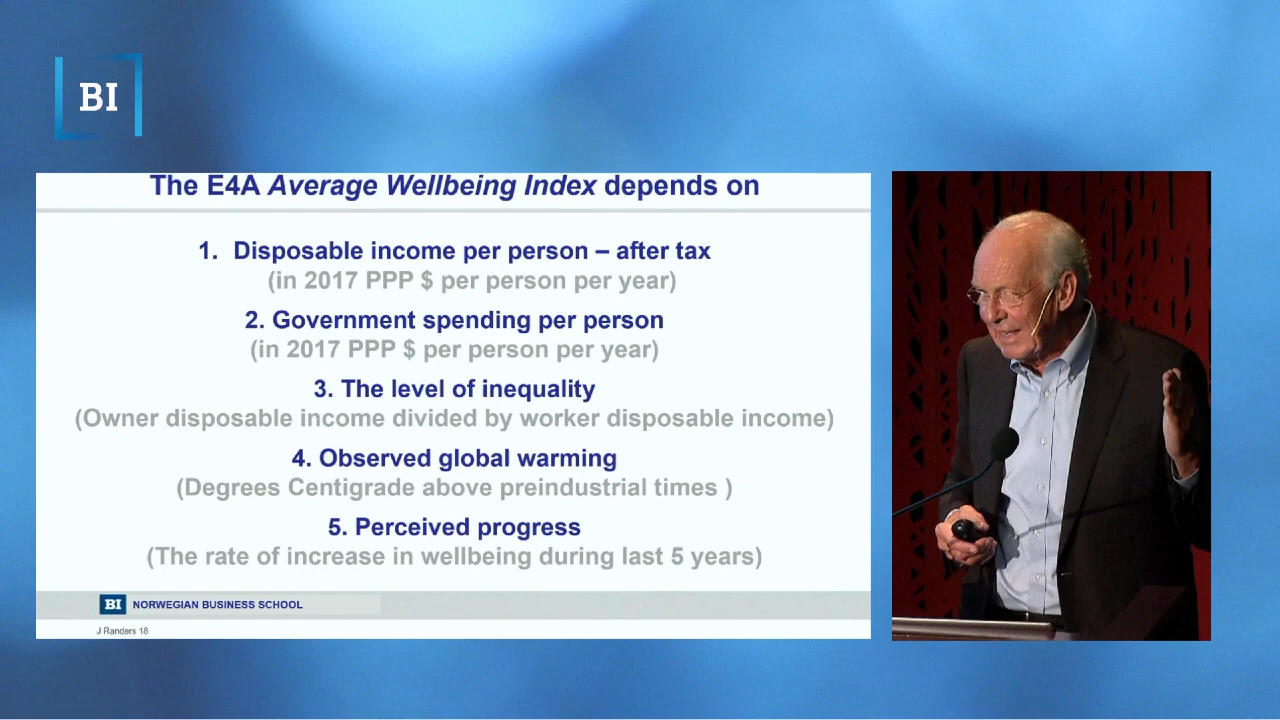 BI
The E4A Average Wellbeing Index depends on
1. Disposable income per person – after tax
(in 2017 PPP $ per person per year)
2. Government spending per person
(in 2017 PPP $ per person per year)
3. The level of inequality
(Owner disposable income divided by worker disposable income)
4. Observed global warming
(Degrees Centigrade above preindustrial times )
5. Perceived progress
(The rate of increase in wellbeing during last 5 years)
BI NORWEGIAN BUSINESS SCHOOL
J Randers 18